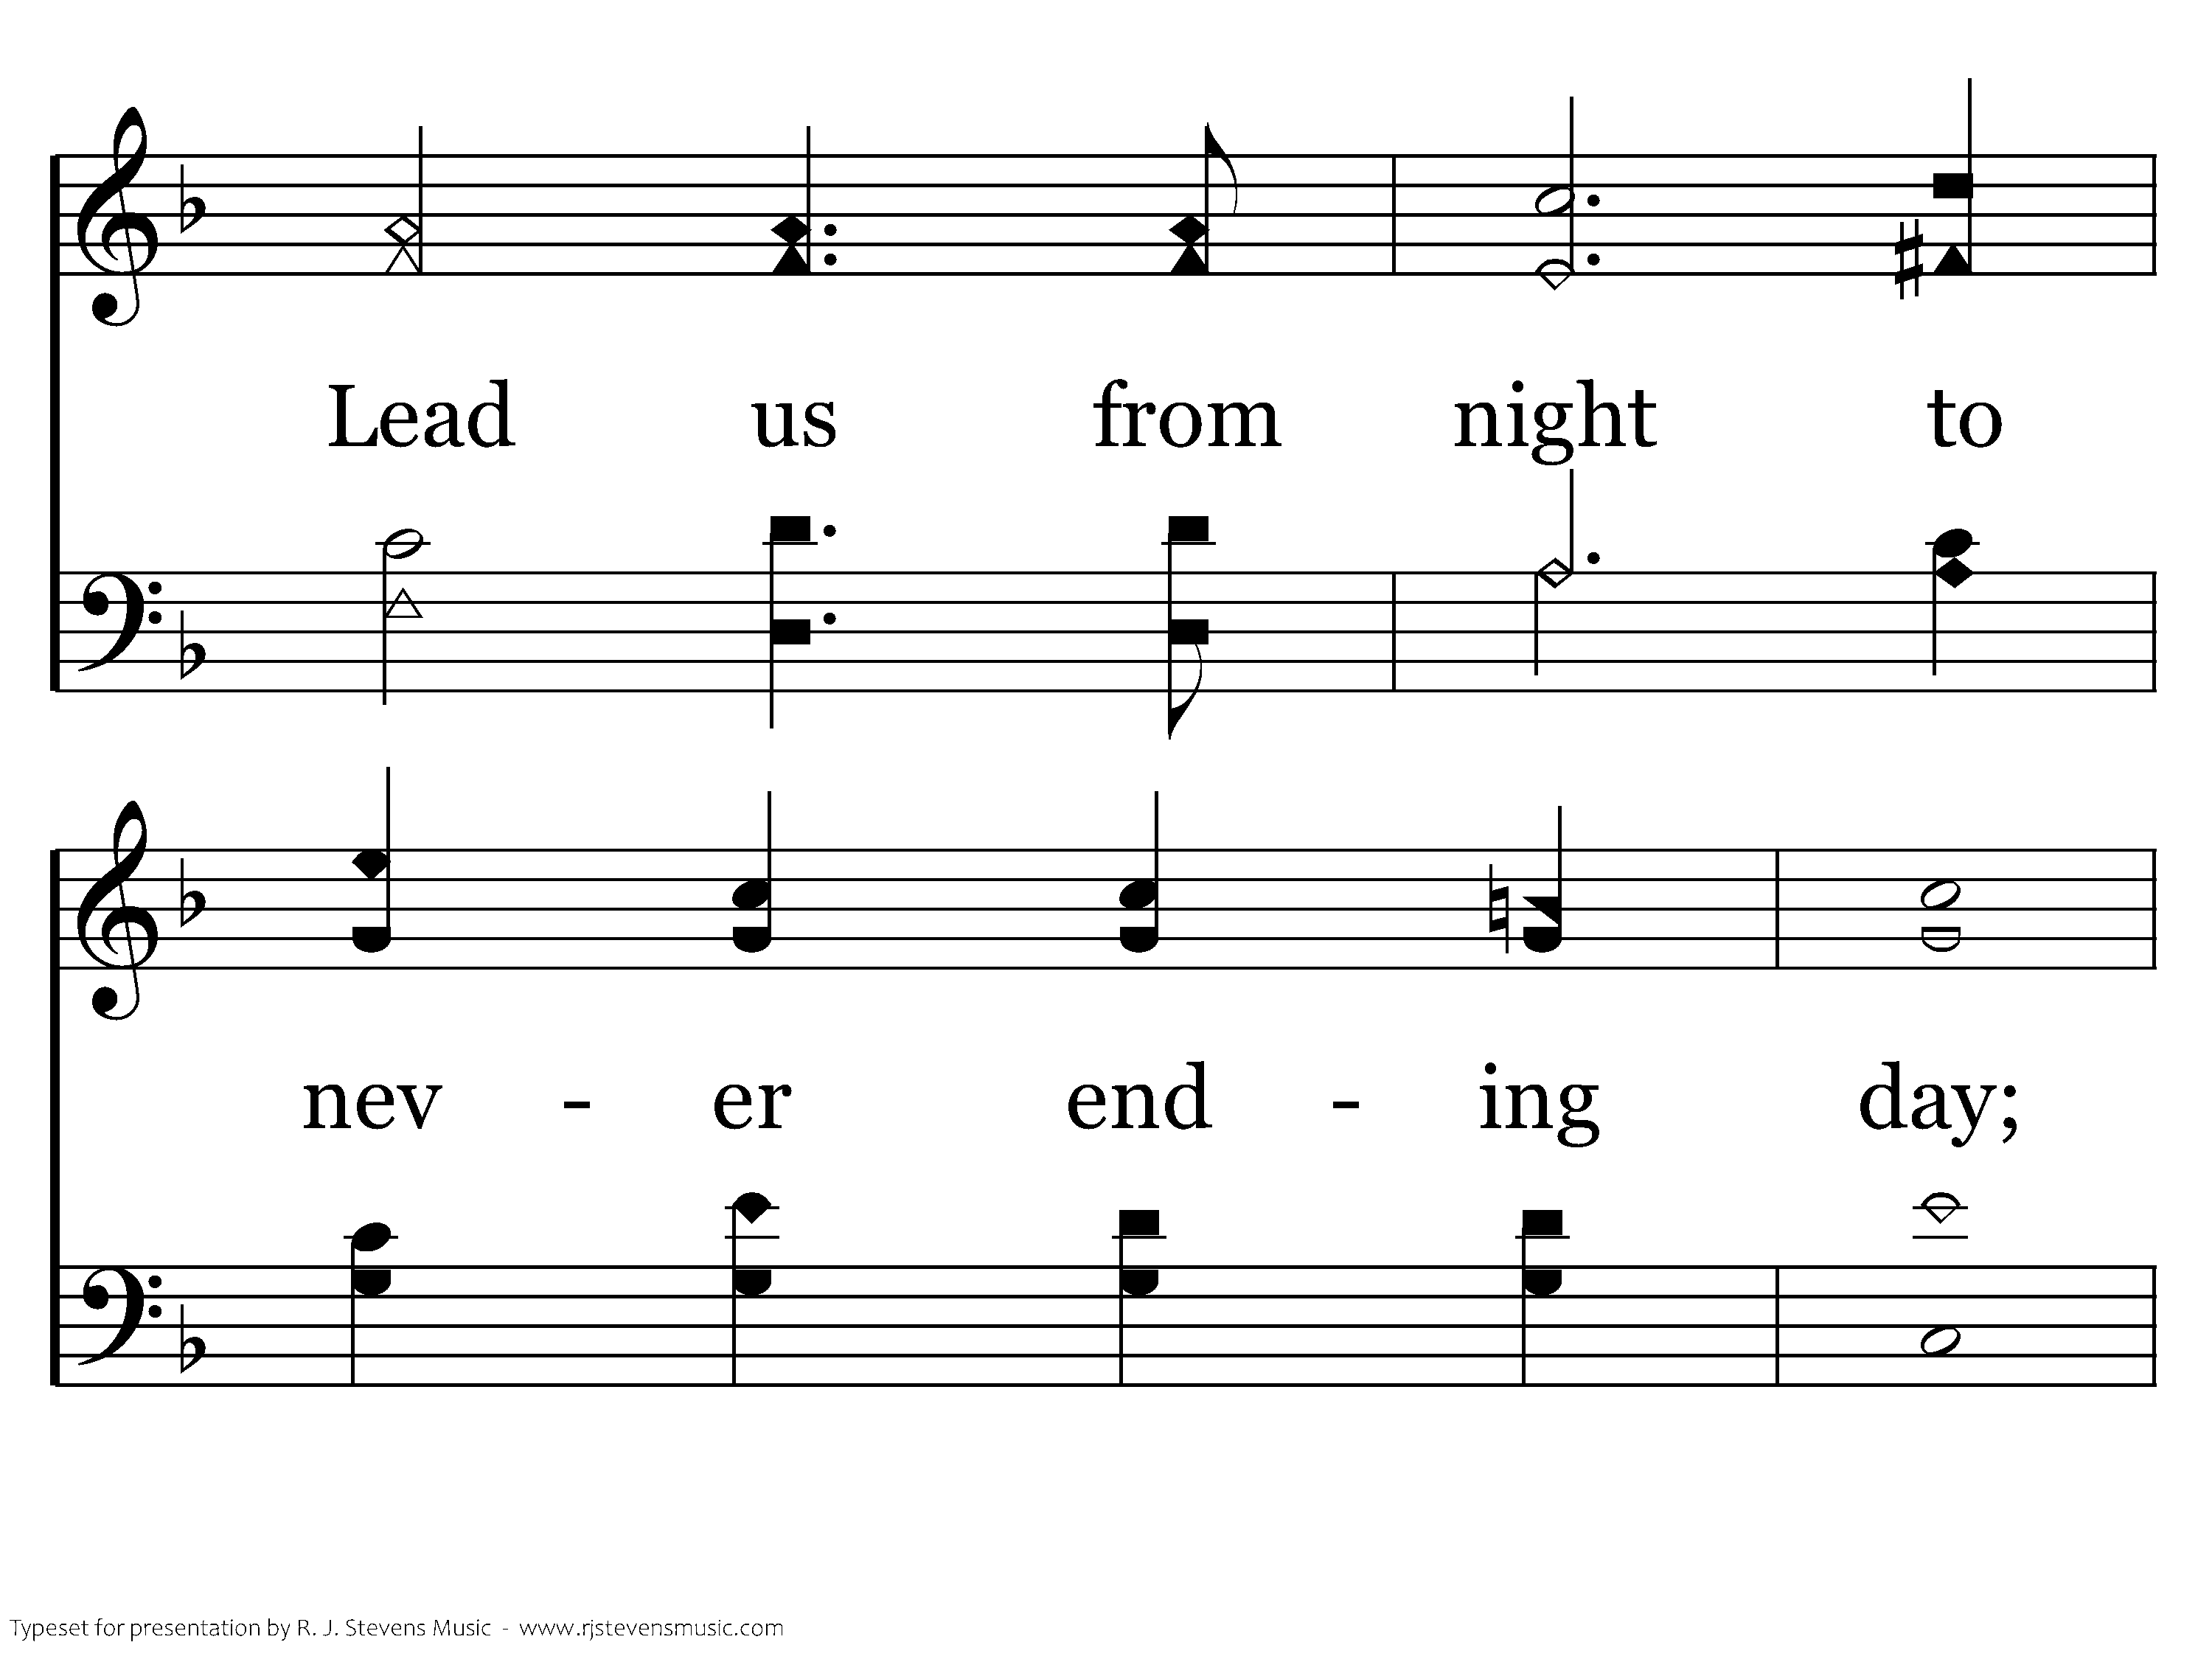 Lead us from night to
nev - er end - ing day;
Typeset for presentation by R. J. Stevens Music - www.rjstevensmusic.com